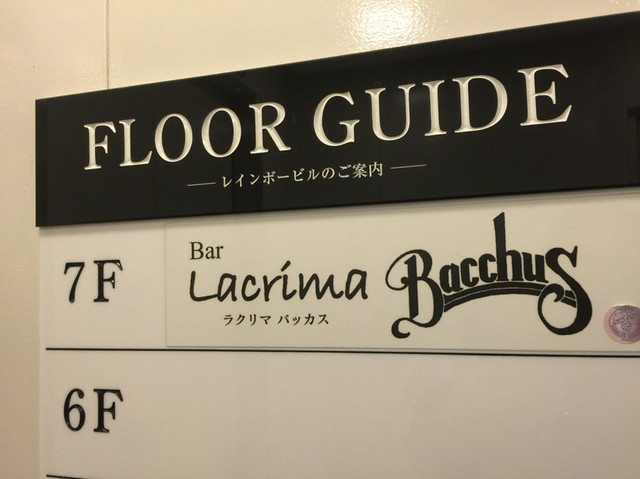 FLOOR GUIDE
レインボービルのご案内
7F
Bar
Lacrima Bacchus
ラクリマ バッカス
6F